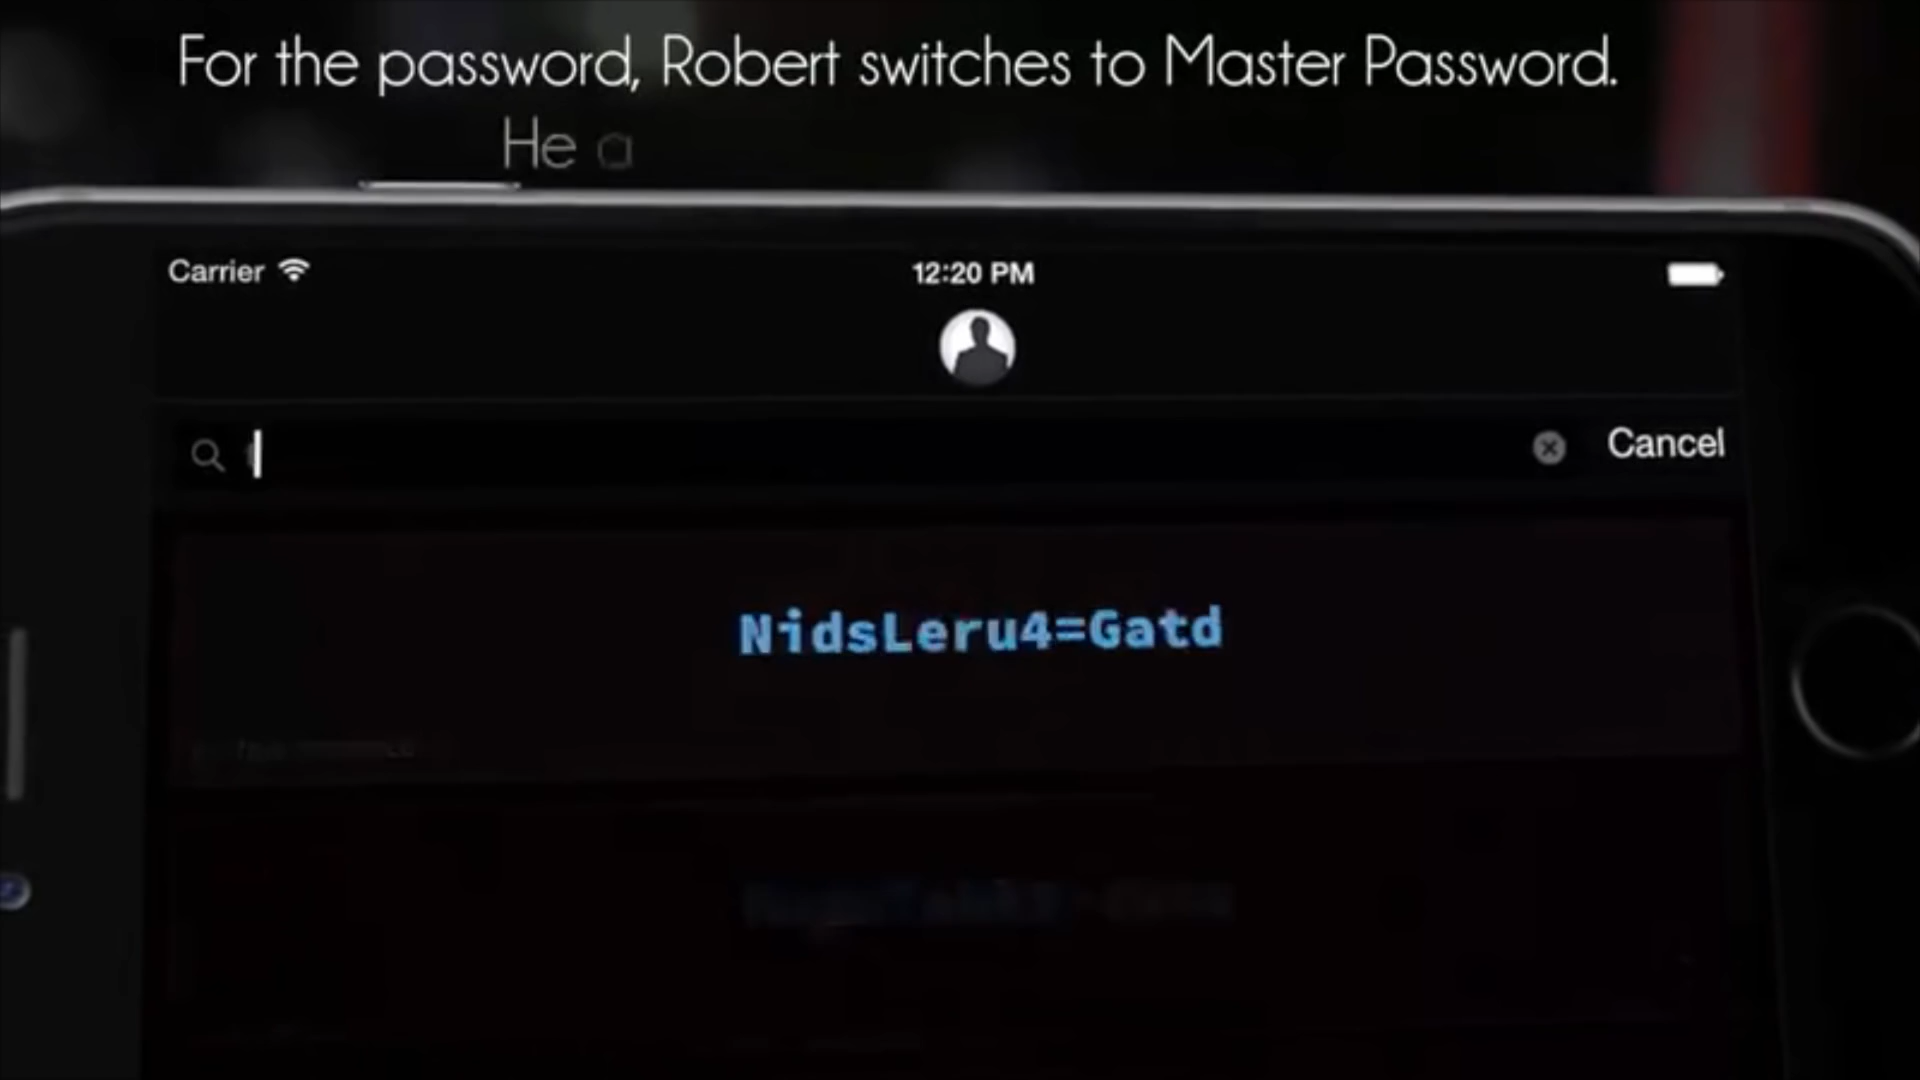 For the password, Robert switches to Master Password.
He a
Carrier
12:20 PM
Cancel
NidsLeru4=Gatd